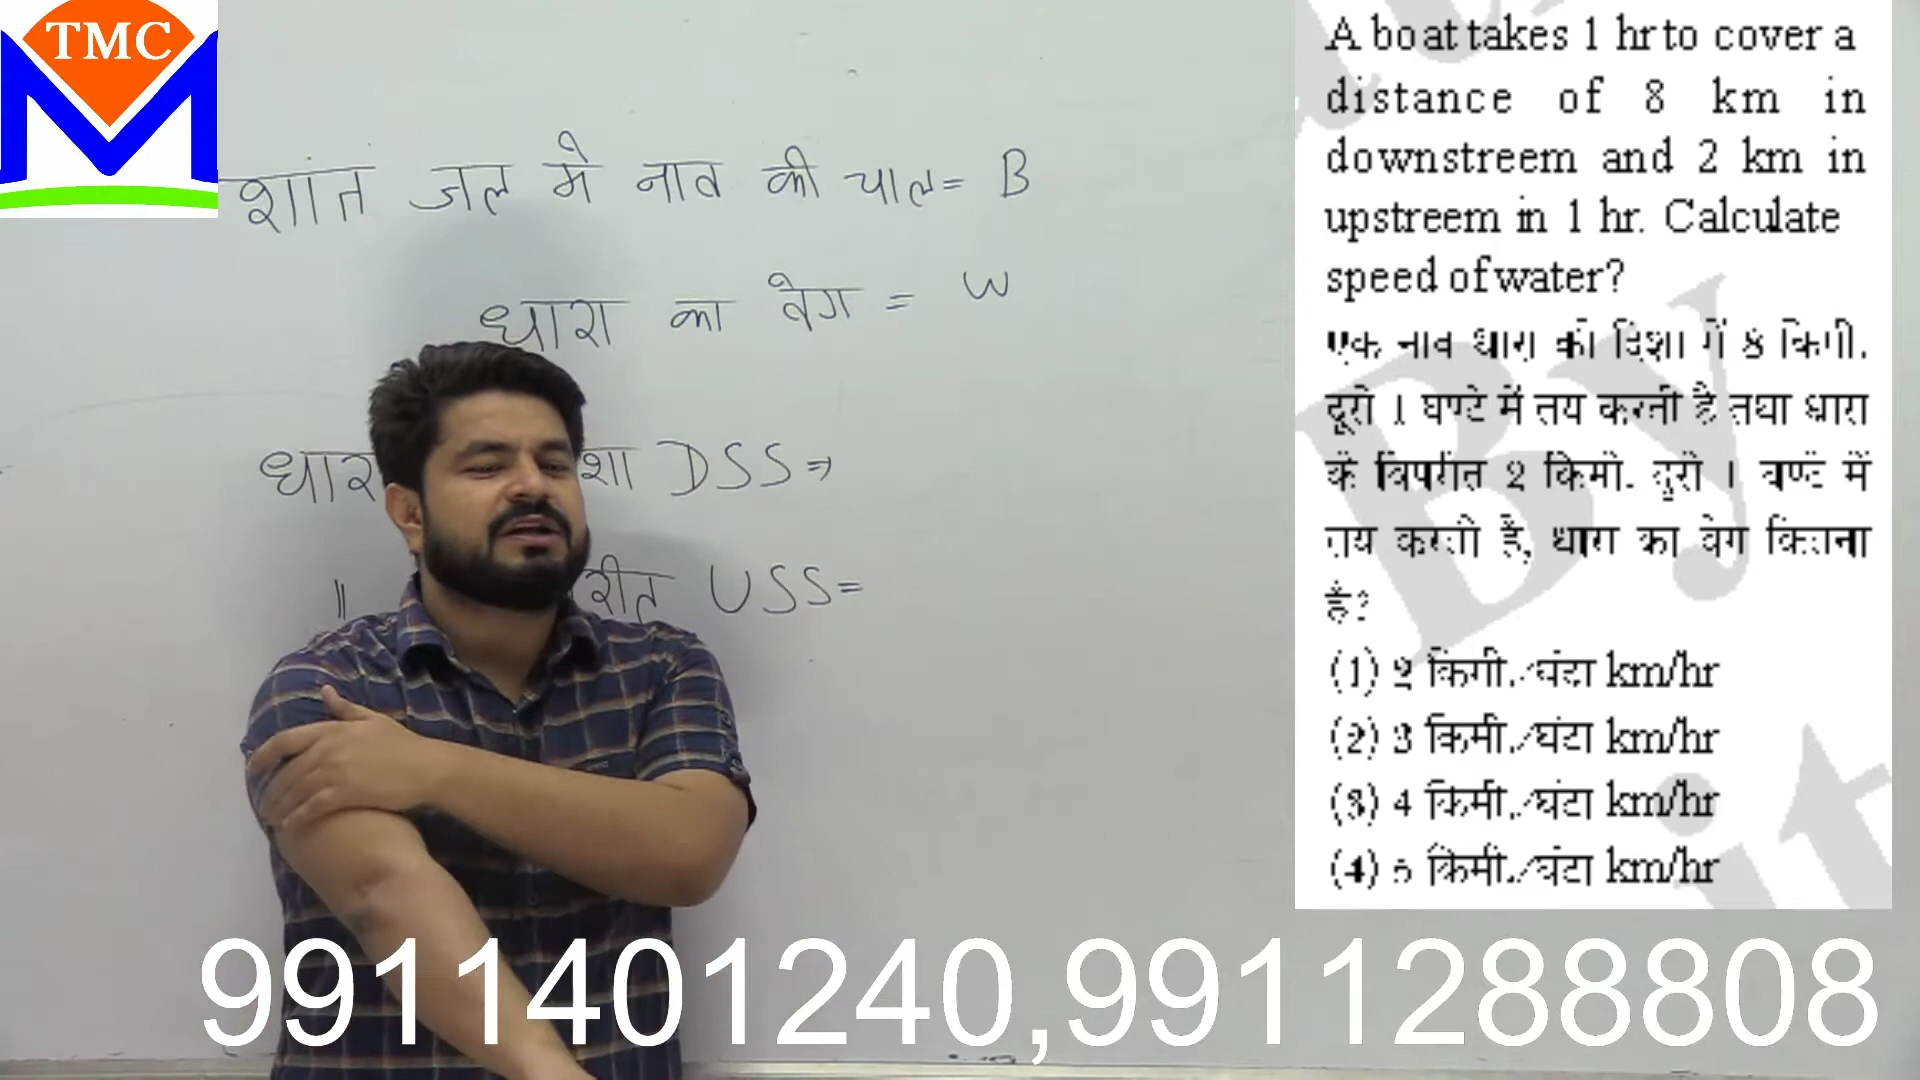 TMC
शांत जल मे नाव की चाल= B
धारा का वेग = W
शा DSS⇒
॥ रीत USS=
A boat takes 1 hr to cover a
distance of 8 km in
downstreem and 2 km in
upstreem in 1 hr. Calculate
speed of water?
एक नाव धारा की दिशा में 8 किमी.
दूरी 1 घण्टे में तय करती है तथा धारा
के विपरीत 2 किमी. दूरी 1 घण्टे में
तय करती है, धारा का वेग कितना
है?
(1) 2 किमी./घंटा km/hr
(2) 3 किमी./घंटा km/hr
(3) 4 किमी./घंटा km/hr
(4) 5 किमी./घंटा km/hr
9911401240,9911288808